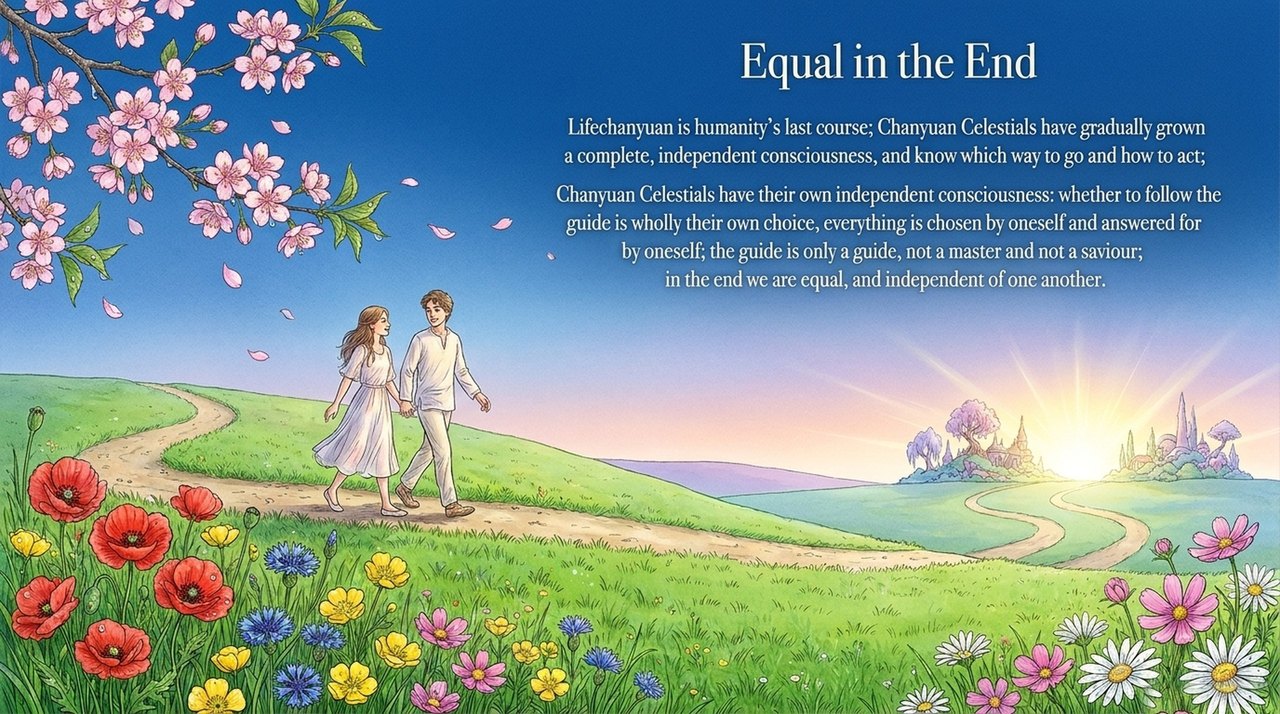 Equal in the End
Lifechanyuan is humanity’s last course; Chanyuan Celestials have gradually grown
a complete, independent consciousness, and know which way to go and how to act;
Chanyuan Celestials have their own independent consciousness: whether to follow the
guide is wholly their own choice, everything is chosen by oneself and answered for
by oneself; the guide is only a guide, not a master and not a saviour;
in the end we are equal, and independent of one another.